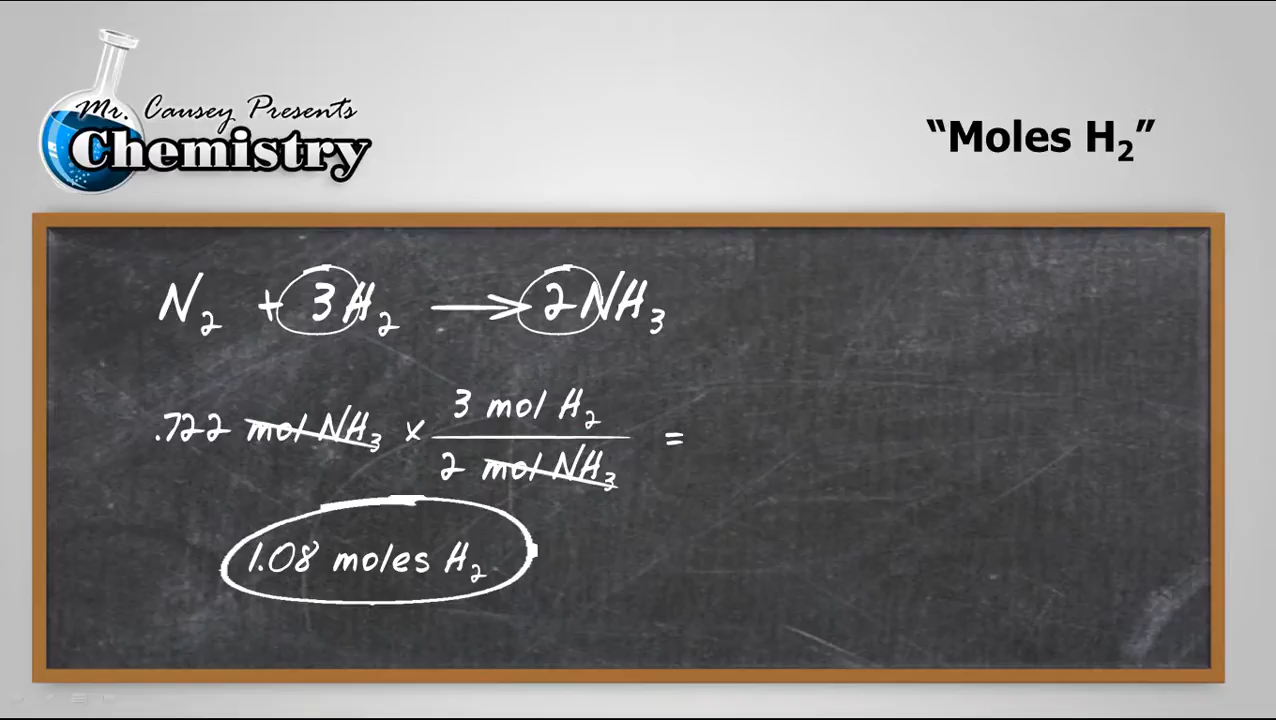 Mr. Causey Presents
Chemistry
“Moles H₂”
N₂ + 3H₂ → 2NH₃
.722 mol NH₃ × 3 mol H₂ =
2 mol NH₃
1.08 moles H₂